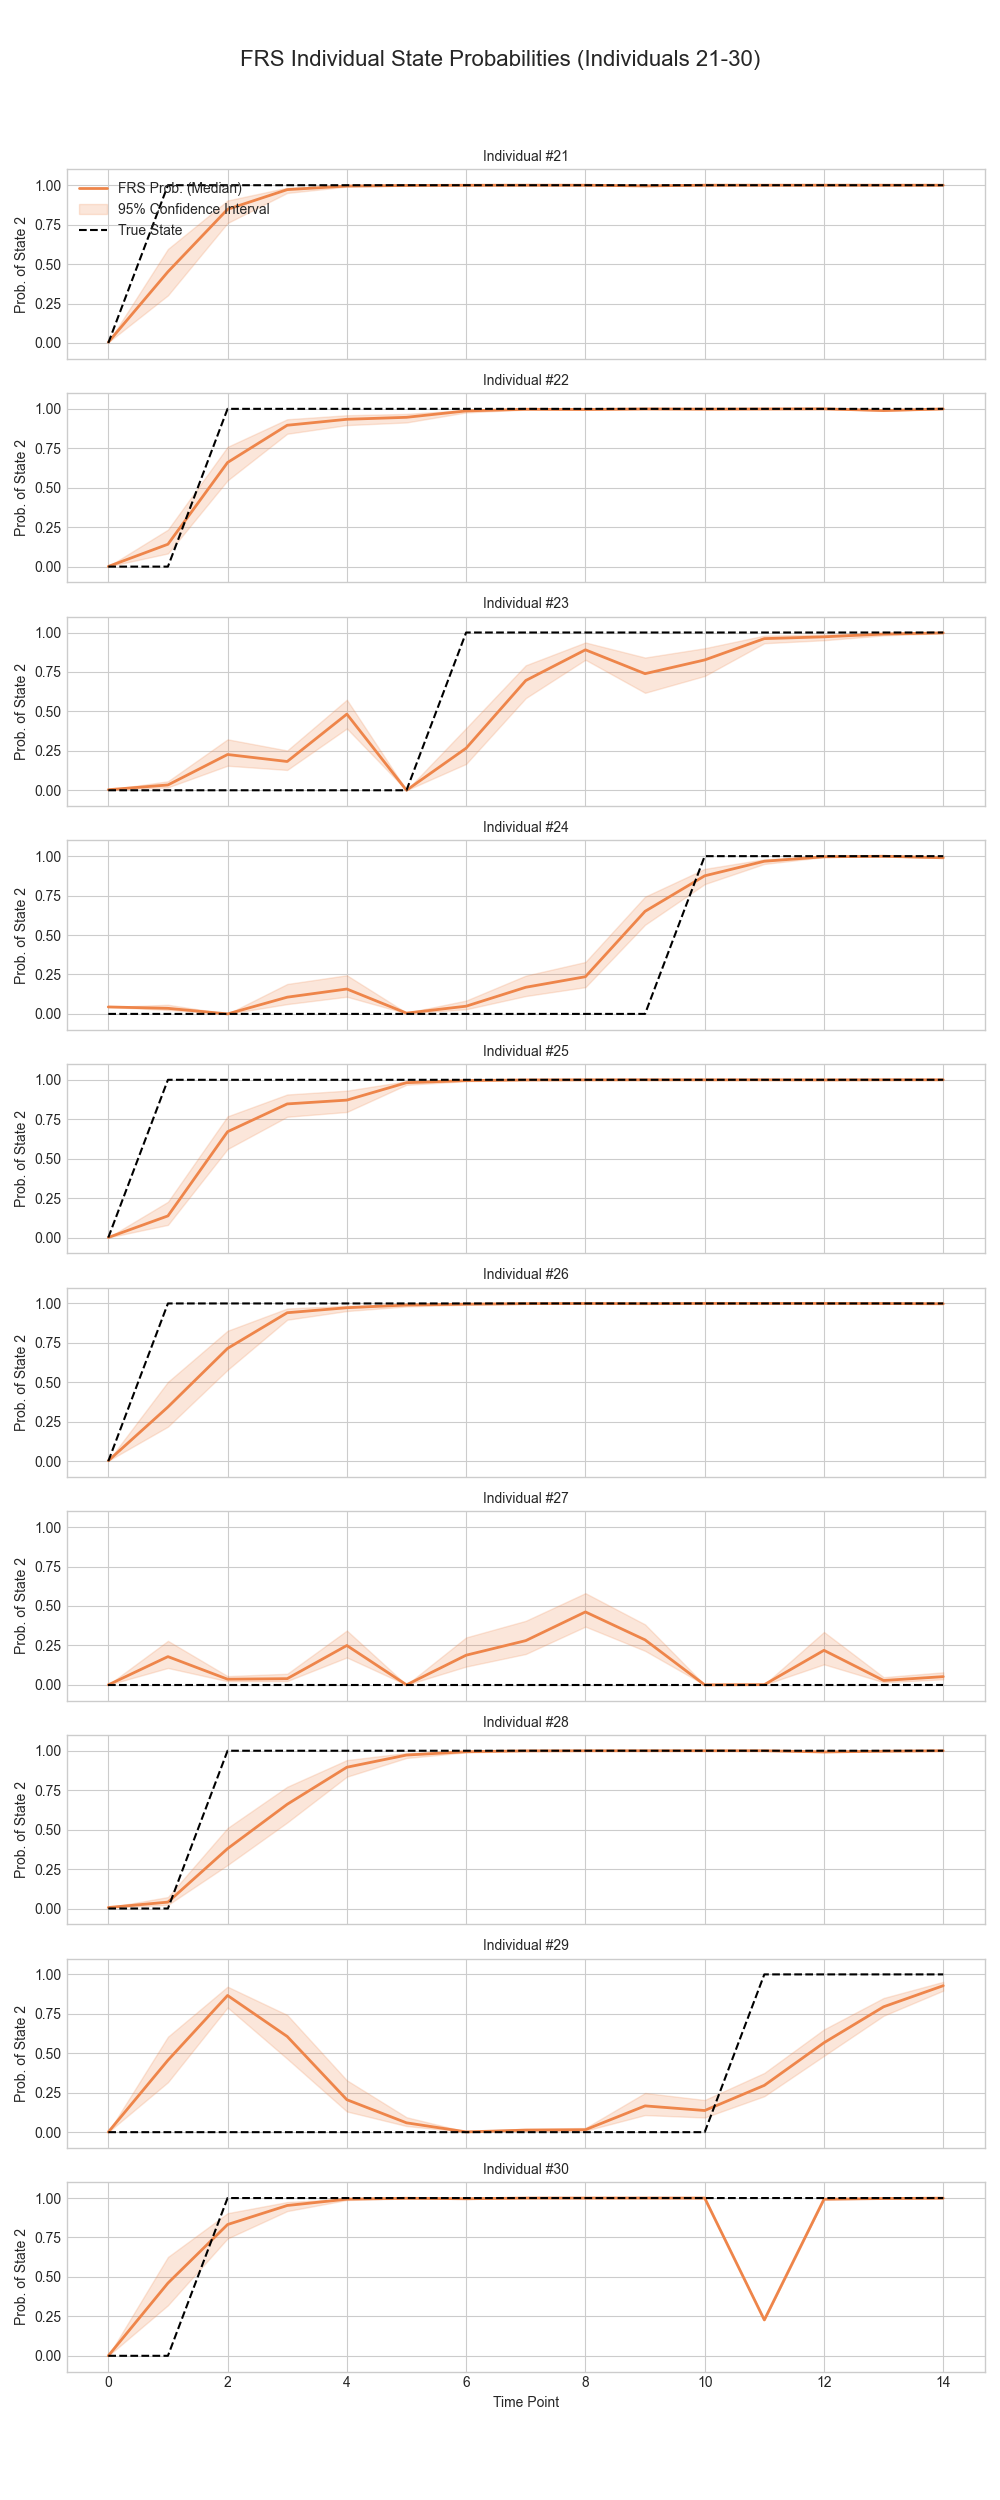 FRS Individual State Probabilities (Individuals 21-30)
Individual #21
FRS Prob. (Median)
95% Confidence Interval
True State
1.00
0.75
0.50
0.25
0.00
Prob. of State 2
Individual #22
1.00
0.75
0.50
0.25
0.00
Prob. of State 2
Individual #23
1.00
0.75
0.50
0.25
0.00
Prob. of State 2
Individual #24
1.00
0.75
0.50
0.25
0.00
Prob. of State 2
Individual #25
1.00
0.75
0.50
0.25
0.00
Prob. of State 2
Individual #26
1.00
0.75
0.50
0.25
0.00
Prob. of State 2
Individual #27
1.00
0.75
0.50
0.25
0.00
Prob. of State 2
Individual #28
1.00
0.75
0.50
0.25
0.00
Prob. of State 2
Individual #29
1.00
0.75
0.50
0.25
0.00
Prob. of State 2
Individual #30
1.00
0.75
0.50
0.25
0.00
Prob. of State 2
0 2 4 6 8 10 12 14
Time Point